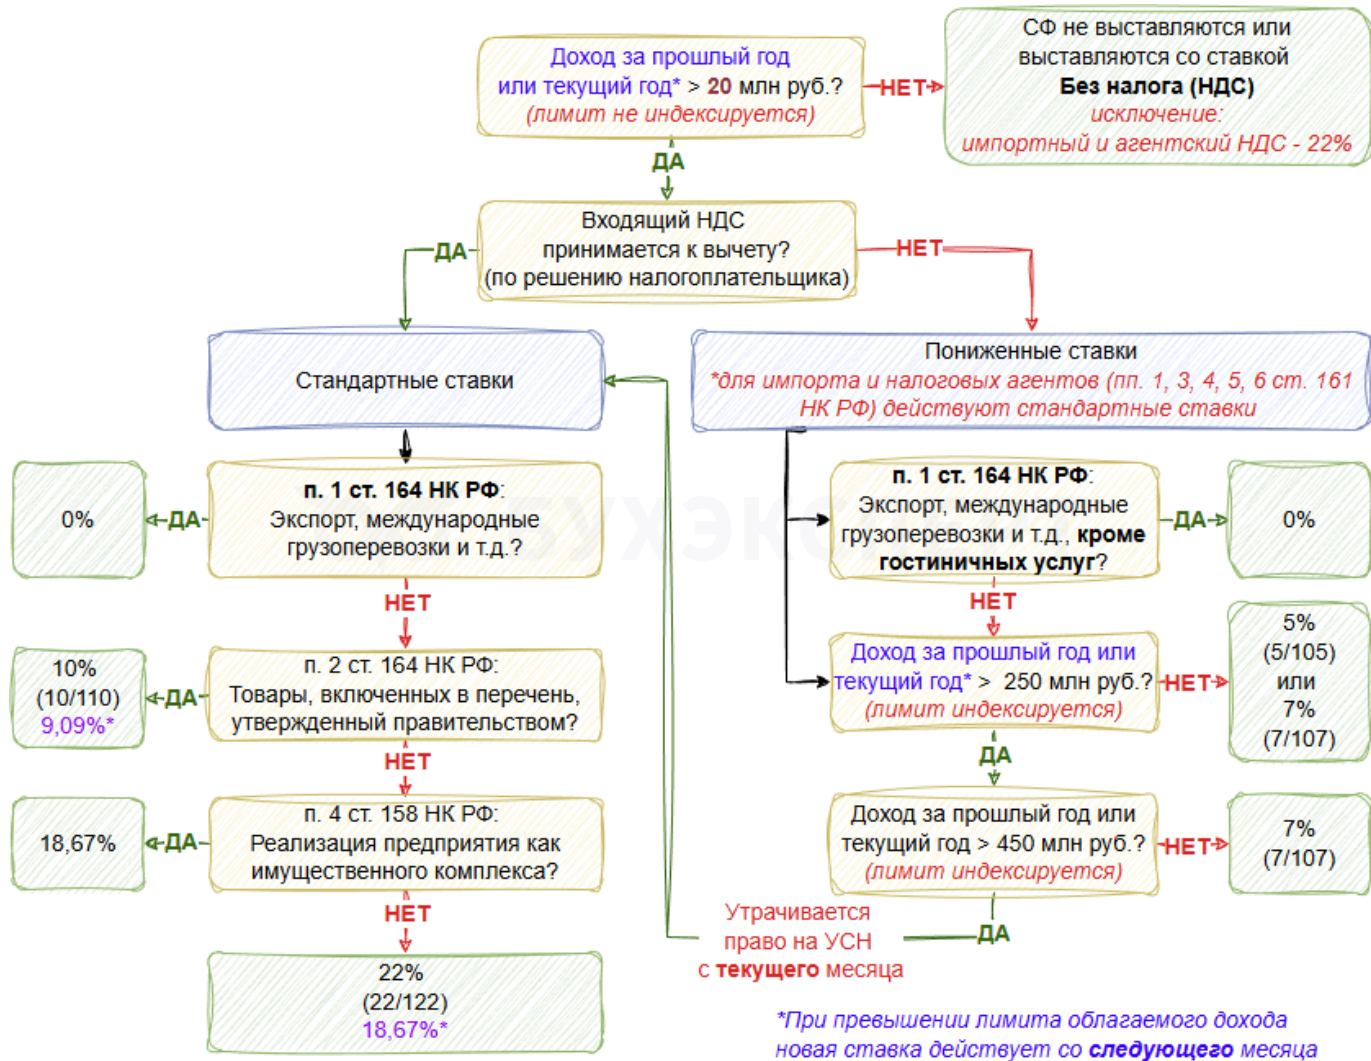 Доход за прошлый год
или текущий год* > 20 млн руб.?
(лимит не индексируется)
НЕТ
СФ не выставляются или
выставляются со ставкой
Без налога (НДС)
исключение:
импортный и агентский НДС - 22%
ДА
Входящий НДС
принимается к вычету?
(по решению налогоплательщика)
ДА
НЕТ
Стандартные ставки
Пониженные ставки
*для импорта и налоговых агентов (пп. 1, 3, 4, 5, 6 ст. 161
НК РФ) действуют стандартные ставки
0%
ДА
п. 1 ст. 164 НК РФ:
Экспорт, международные
грузоперевозки и т.д.?
п. 1 ст. 164 НК РФ:
Экспорт, международные
грузоперевозки и т.д., кроме
гостиничных услуг?
ДА
0%
НЕТ
НЕТ
10%
(10/110)
9,09%*
ДА
п. 2 ст. 164 НК РФ:
Товары, включенных в перечень,
утвержденный правительством?
Доход за прошлый год или
текущий год* > 250 млн руб.?
(лимит индексируется)
НЕТ
5%
(5/105)
или
7%
(7/107)
НЕТ
ДА
18,67%
ДА
п. 4 ст. 158 НК РФ:
Реализация предприятия как
имущественного комплекса?
Доход за прошлый год или
текущий год > 450 млн руб.?
(лимит индексируется)
НЕТ
7%
(7/107)
НЕТ
Утрачивается
право на УСН
с текущего месяца
ДА
22%
(22/122)
18,67%*
*При превышении лимита облагаемого дохода
новая ставка действует со следующего месяца